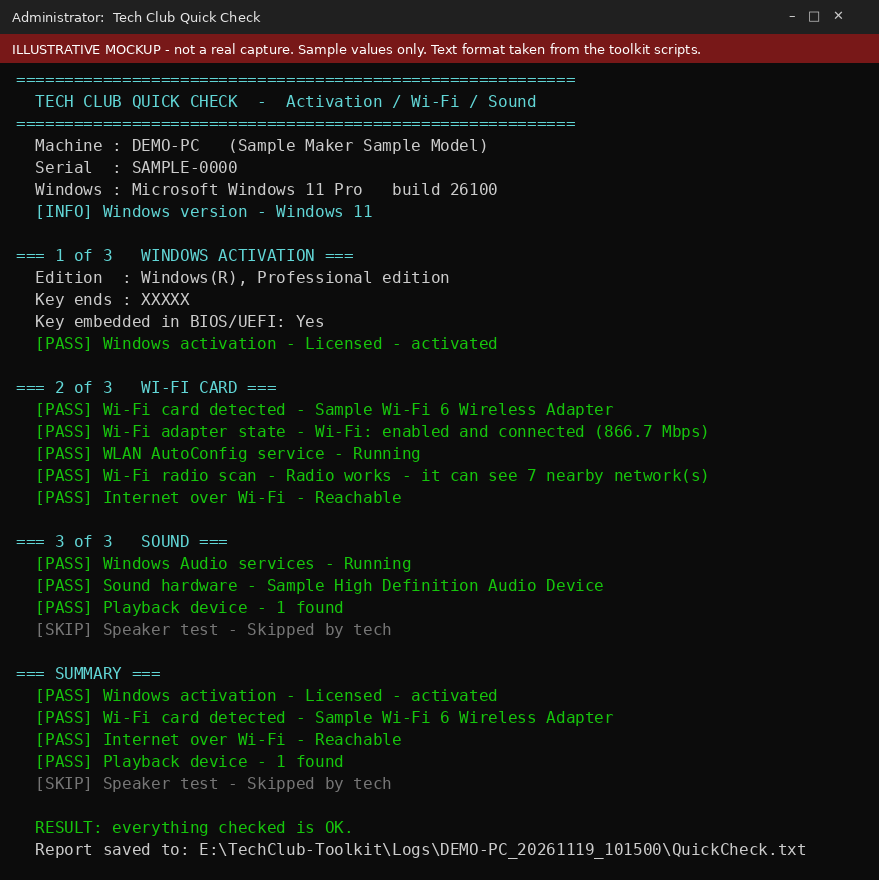 Administrator:  Tech Club Quick Check
ILLUSTRATIVE MOCKUP - not a real capture. Sample values only. Text format taken from the toolkit scripts.
==========================================================
  TECH CLUB QUICK CHECK  -  Activation / Wi-Fi / Sound
==========================================================
  Machine : DEMO-PC   (Sample Maker Sample Model)
  Serial  : SAMPLE-0000
  Windows : Microsoft Windows 11 Pro   build 26100
  [INFO] Windows version - Windows 11

=== 1 of 3   WINDOWS ACTIVATION ===
  Edition  : Windows(R), Professional edition
  Key ends : XXXXX
  Key embedded in BIOS/UEFI: Yes
  [PASS] Windows activation - Licensed - activated

=== 2 of 3   WI-FI CARD ===
  [PASS] Wi-Fi card detected - Sample Wi-Fi 6 Wireless Adapter
  [PASS] Wi-Fi adapter state - Wi-Fi: enabled and connected (866.7 Mbps)
  [PASS] WLAN AutoConfig service - Running
  [PASS] Wi-Fi radio scan - Radio works - it can see 7 nearby network(s)
  [PASS] Internet over Wi-Fi - Reachable

=== 3 of 3   SOUND ===
  [PASS] Windows Audio services - Running
  [PASS] Sound hardware - Sample High Definition Audio Device
  [PASS] Playback device - 1 found
  [SKIP] Speaker test - Skipped by tech

=== SUMMARY ===
  [PASS] Windows activation - Licensed - activated
  [PASS] Wi-Fi card detected - Sample Wi-Fi 6 Wireless Adapter
  [PASS] Internet over Wi-Fi - Reachable
  [PASS] Playback device - 1 found
  [SKIP] Speaker test - Skipped by tech

  RESULT: everything checked is OK.
  Report saved to: E:\TechClub-Toolkit\Logs\DEMO-PC_20261119_101500\QuickCheck.txt